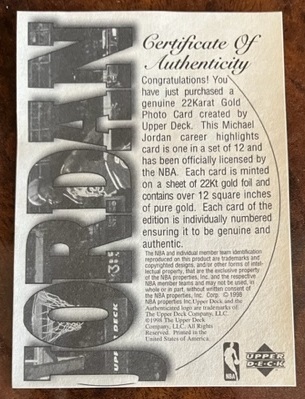 JORDAN
Certificate Of
Authenticity
Congratulations! You
have just purchased a
genuine 22Karat Gold
Photo Card created by
Upper Deck. This Michael
Jordan career highlights
card is one in a set of 12 and
has been officially licensed by
the NBA. Each card is minted
on a sheet of 22Kt gold foil and
contains over 12 square inches
of pure gold. Each card of the
edition is individually numbered
ensuring it to be genuine and
authentic.
The NBA and individual member team identification
reproduced on this product are trademarks and
copyrighted designs, and/or other forms of intel-
lectual property, that are the exclusive property
of the NBA properties, Inc. and the respective
NBA member teams and may not be used, in
whole or in part, without written consent of
the NBA properties, Inc. Corp. ©1998
NBA properties Inc. Upper Deck and the
Authenticated logo are trademark of
The Upper Deck Company, LLC.
©1998 The Upper Deck
Company, LLC. All Rights
Reserved. Printed in the
United States of America.
UPPER DECK
NBA
UPPER
DECK